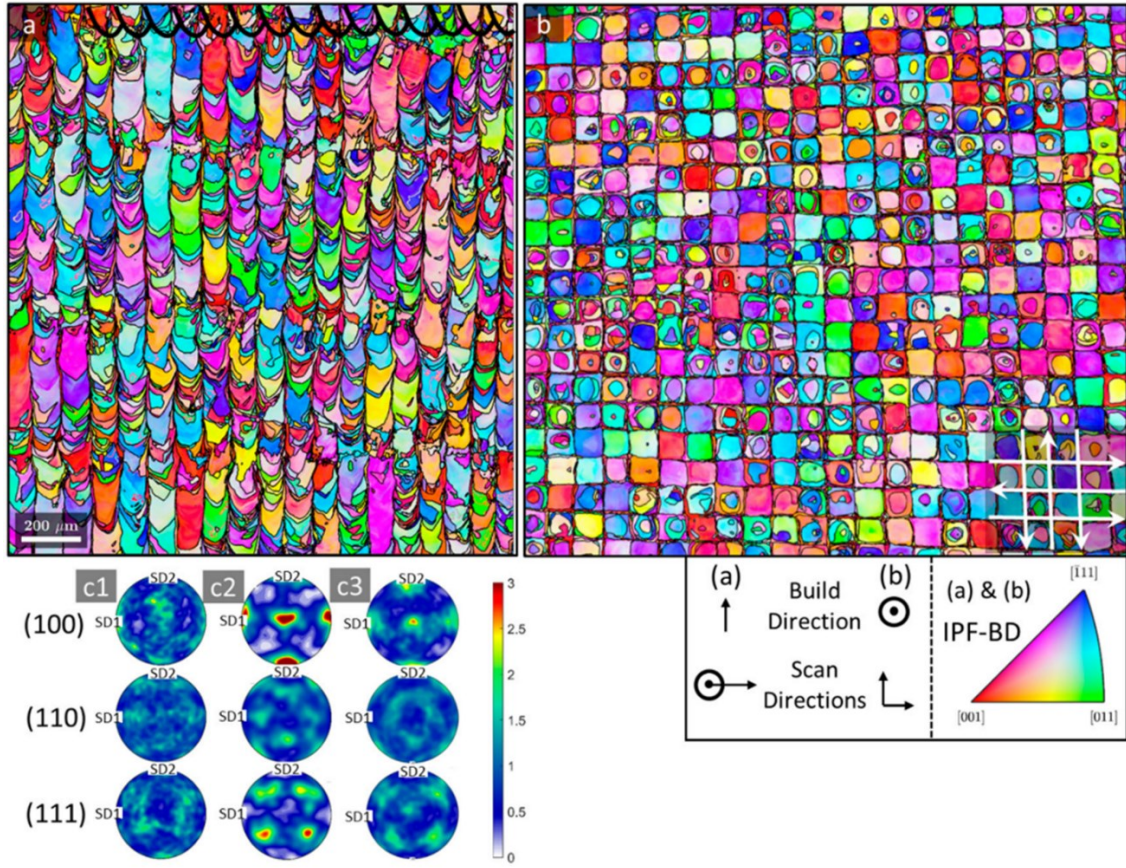 a
b
200 μm
c1 c2 c3
SD2 SD2 SD2
(100) SD1 SD1 SD1
SD2 SD2 SD2
(110) SD1 SD1 SD1
SD2 SD2 SD2
(111) SD1 SD1 SD1
3
2.5
2
1.5
1
0.5
0
(a) (b)
Build
Direction
Scan
Directions
(a) & (b)
IPF-BD
[1̄11]
[001] [011]